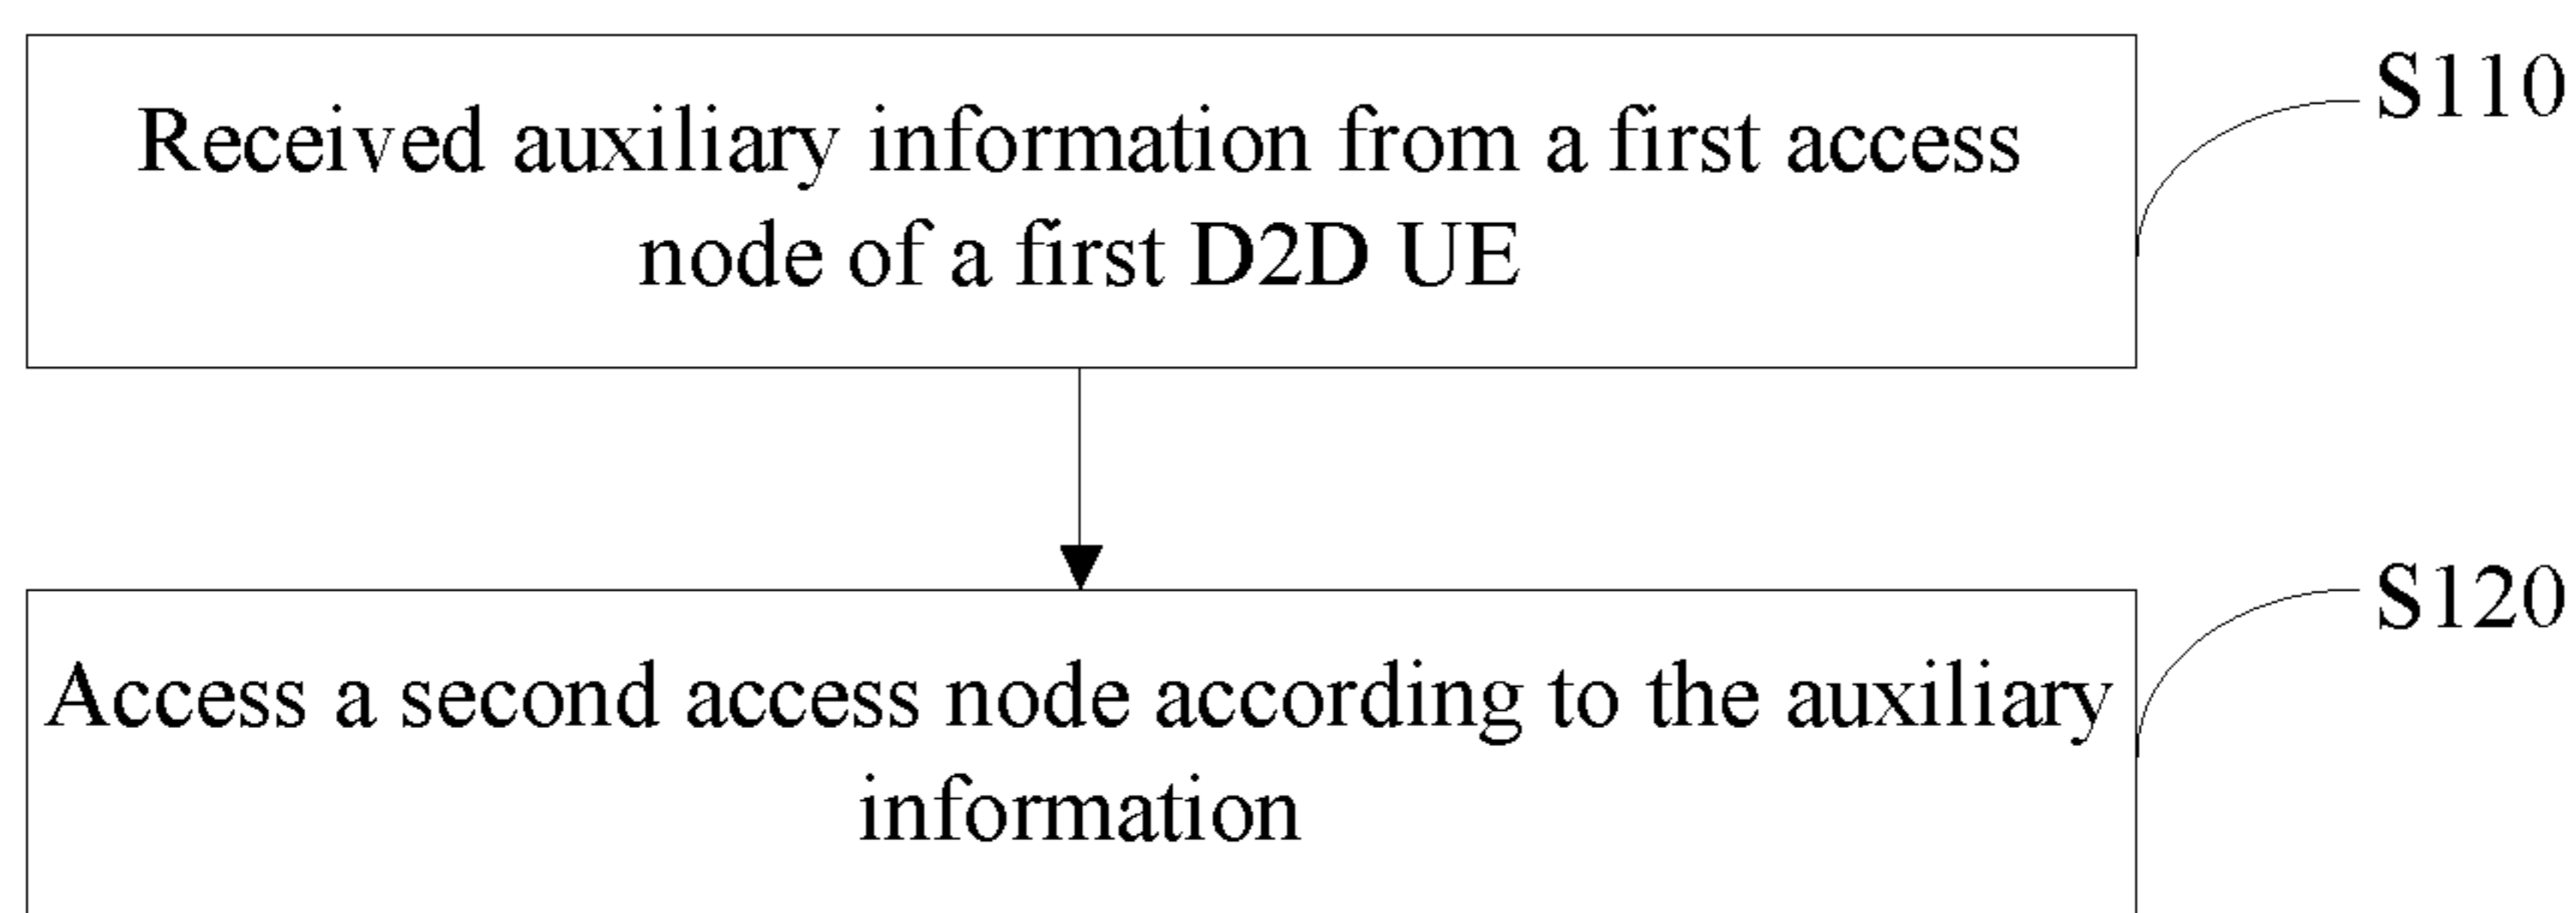 Received auxiliary information from a first access
node of a first D2D UE
S110
Access a second access node according to the auxiliary
information
S120